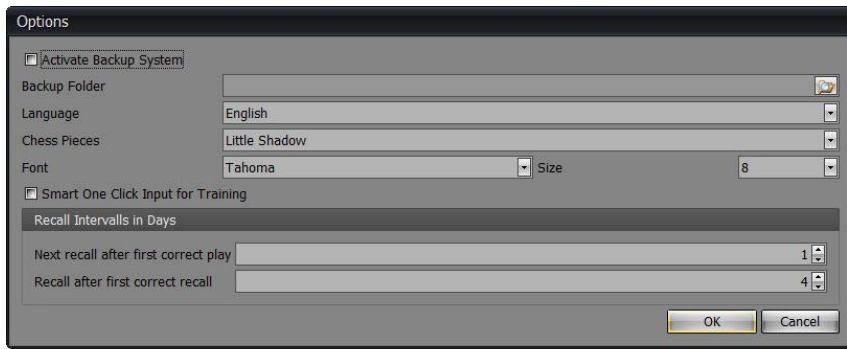 Options
Activate Backup System
Backup Folder
Language English
Chess Pieces Little Shadow
Font Tahoma Size 8
Smart One Click Input for Training
Recall Intervalls in Days
Next recall after first correct play 1
Recall after first correct recall 4
OK Cancel